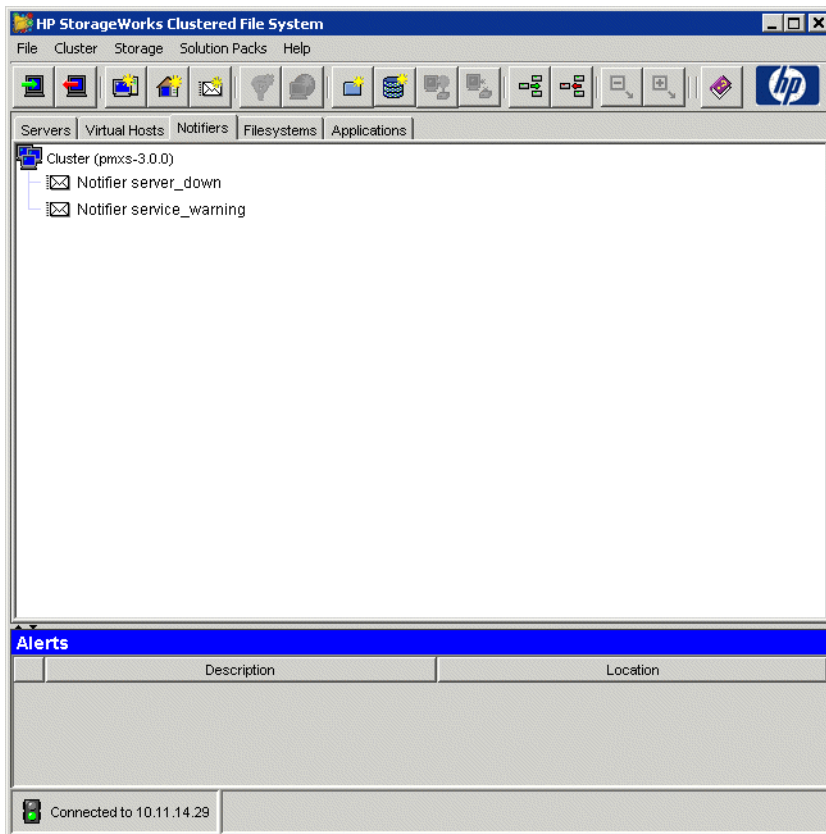 HP StorageWorks Clustered File System
File Cluster Storage Solution Packs Help
hp
Servers Virtual Hosts Notifiers Filesystems Applications
Cluster (pmxs-3.0.0)
Notifier server_down
Notifier service_warning
Alerts
Description Location
Connected to 10.11.14.29